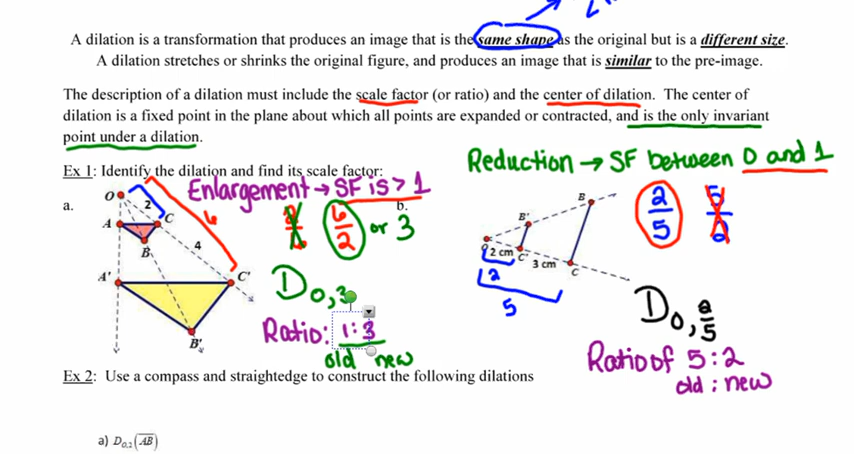 A dilation is a transformation that produces an image that is the same shape as the original but is a different size.
A dilation stretches or shrinks the original figure, and produces an image that is similar to the pre-image.
The description of a dilation must include the scale factor (or ratio) and the center of dilation. The center of
dilation is a fixed point in the plane about which all points are expanded or contracted, and is the only invariant
point under a dilation.
Reduction → SF between 0 and 1
Ex 1: Identify the dilation and find its scale factor:
Enlargement → SF is > 1
a.
O
2
6
C
A
B
4
A'
C'
B'
6/2 or 3
D O,3
Ratio: 1:3
old new
b.
B
B'
O
2 cm
C'
3 cm
C
2
5
2/5
5/2
D O, 2/5
Ratio of 5:2
old : new
Ex 2: Use a compass and straightedge to construct the following dilations
a) D O,2 (AB)